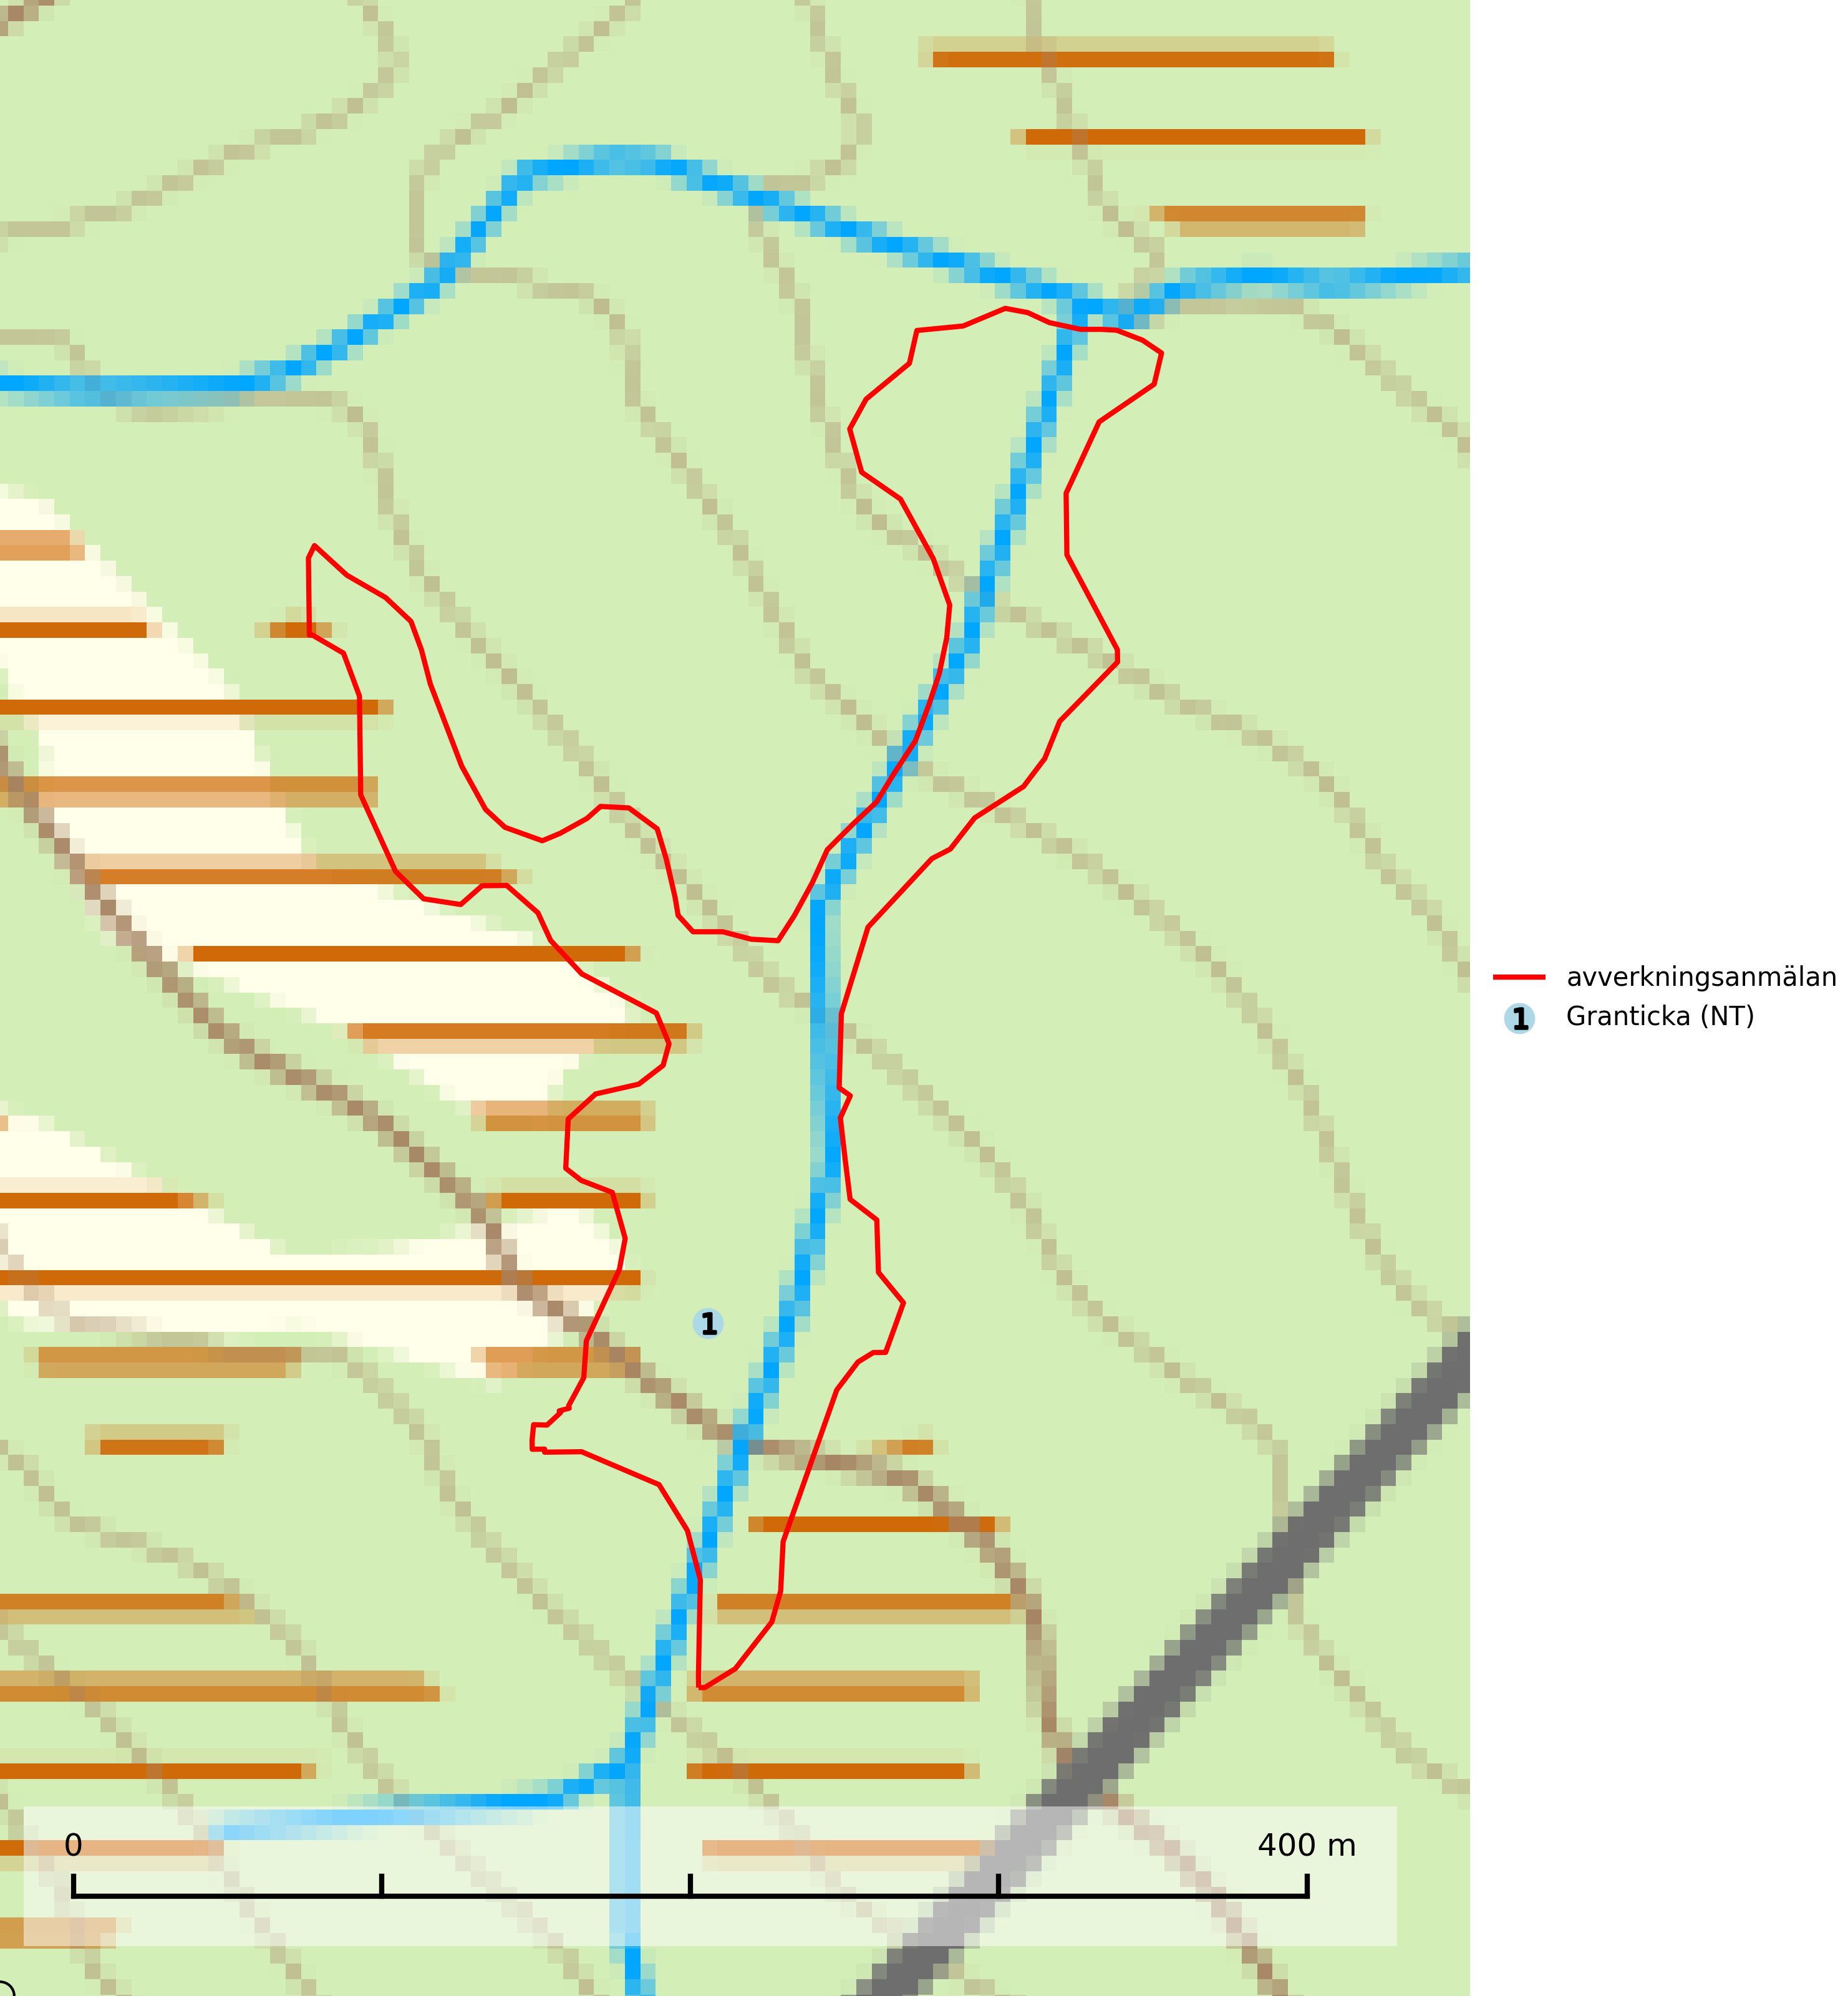 avverkningsanmälan
1 Granticka (NT)
1
0 400 m